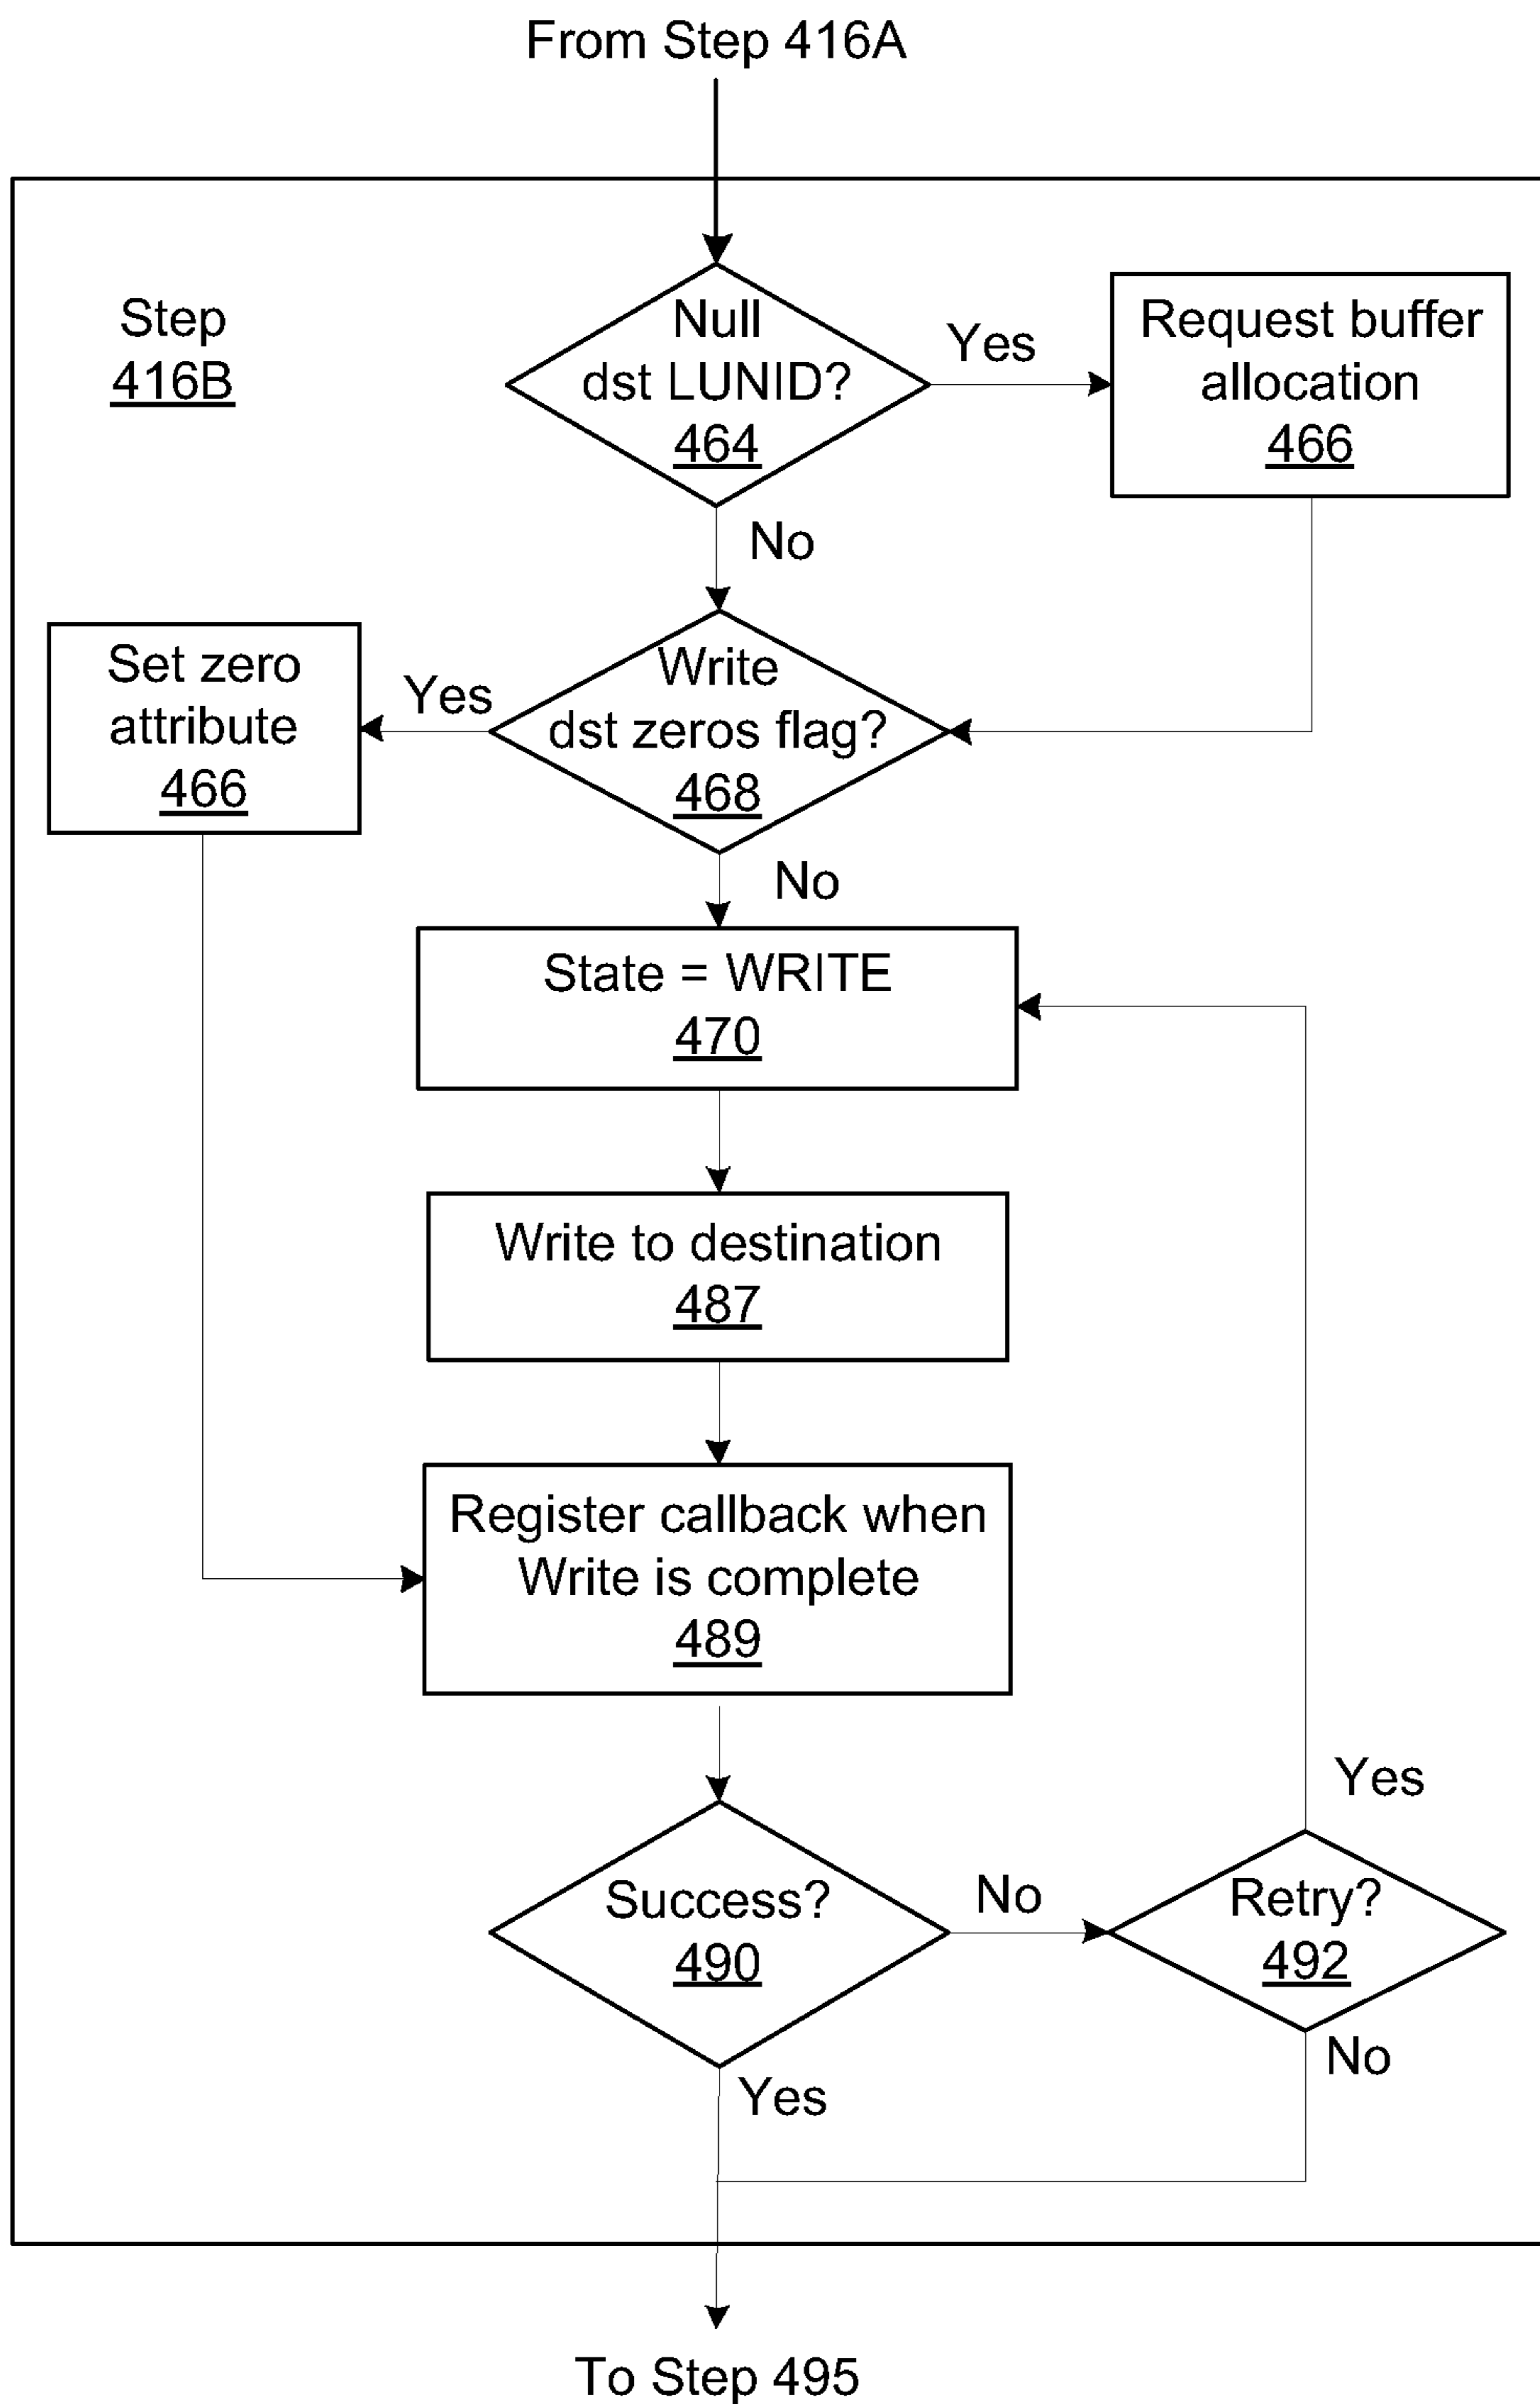 From Step 416A
Step
416B
Null
dst LUNID?
464
Yes
Request buffer
allocation
466
No
Set zero
attribute
466
Yes
Write
dst zeros flag?
468
No
State = WRITE
470
Write to destination
487
Register callback when
Write is complete
489
Yes
Success?
490
No
Retry?
492
No
Yes
To Step 495